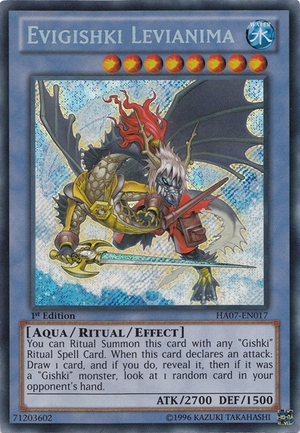 EVIGISHKI LEVIANIMA
WATER
水
1st Edition
HA07-EN017
[AQUA/RITUAL/EFFECT]
You can Ritual Summon this card with any "Gishki"
Ritual Spell Card. When this card declares an attack:
Draw 1 card, and if you do, reveal it, then if it was
a "Gishki" monster, look at 1 random card in your
opponent's hand.
ATK/2700 DEF/1500
71203602
©1996 KAZUKI TAKAHASHI